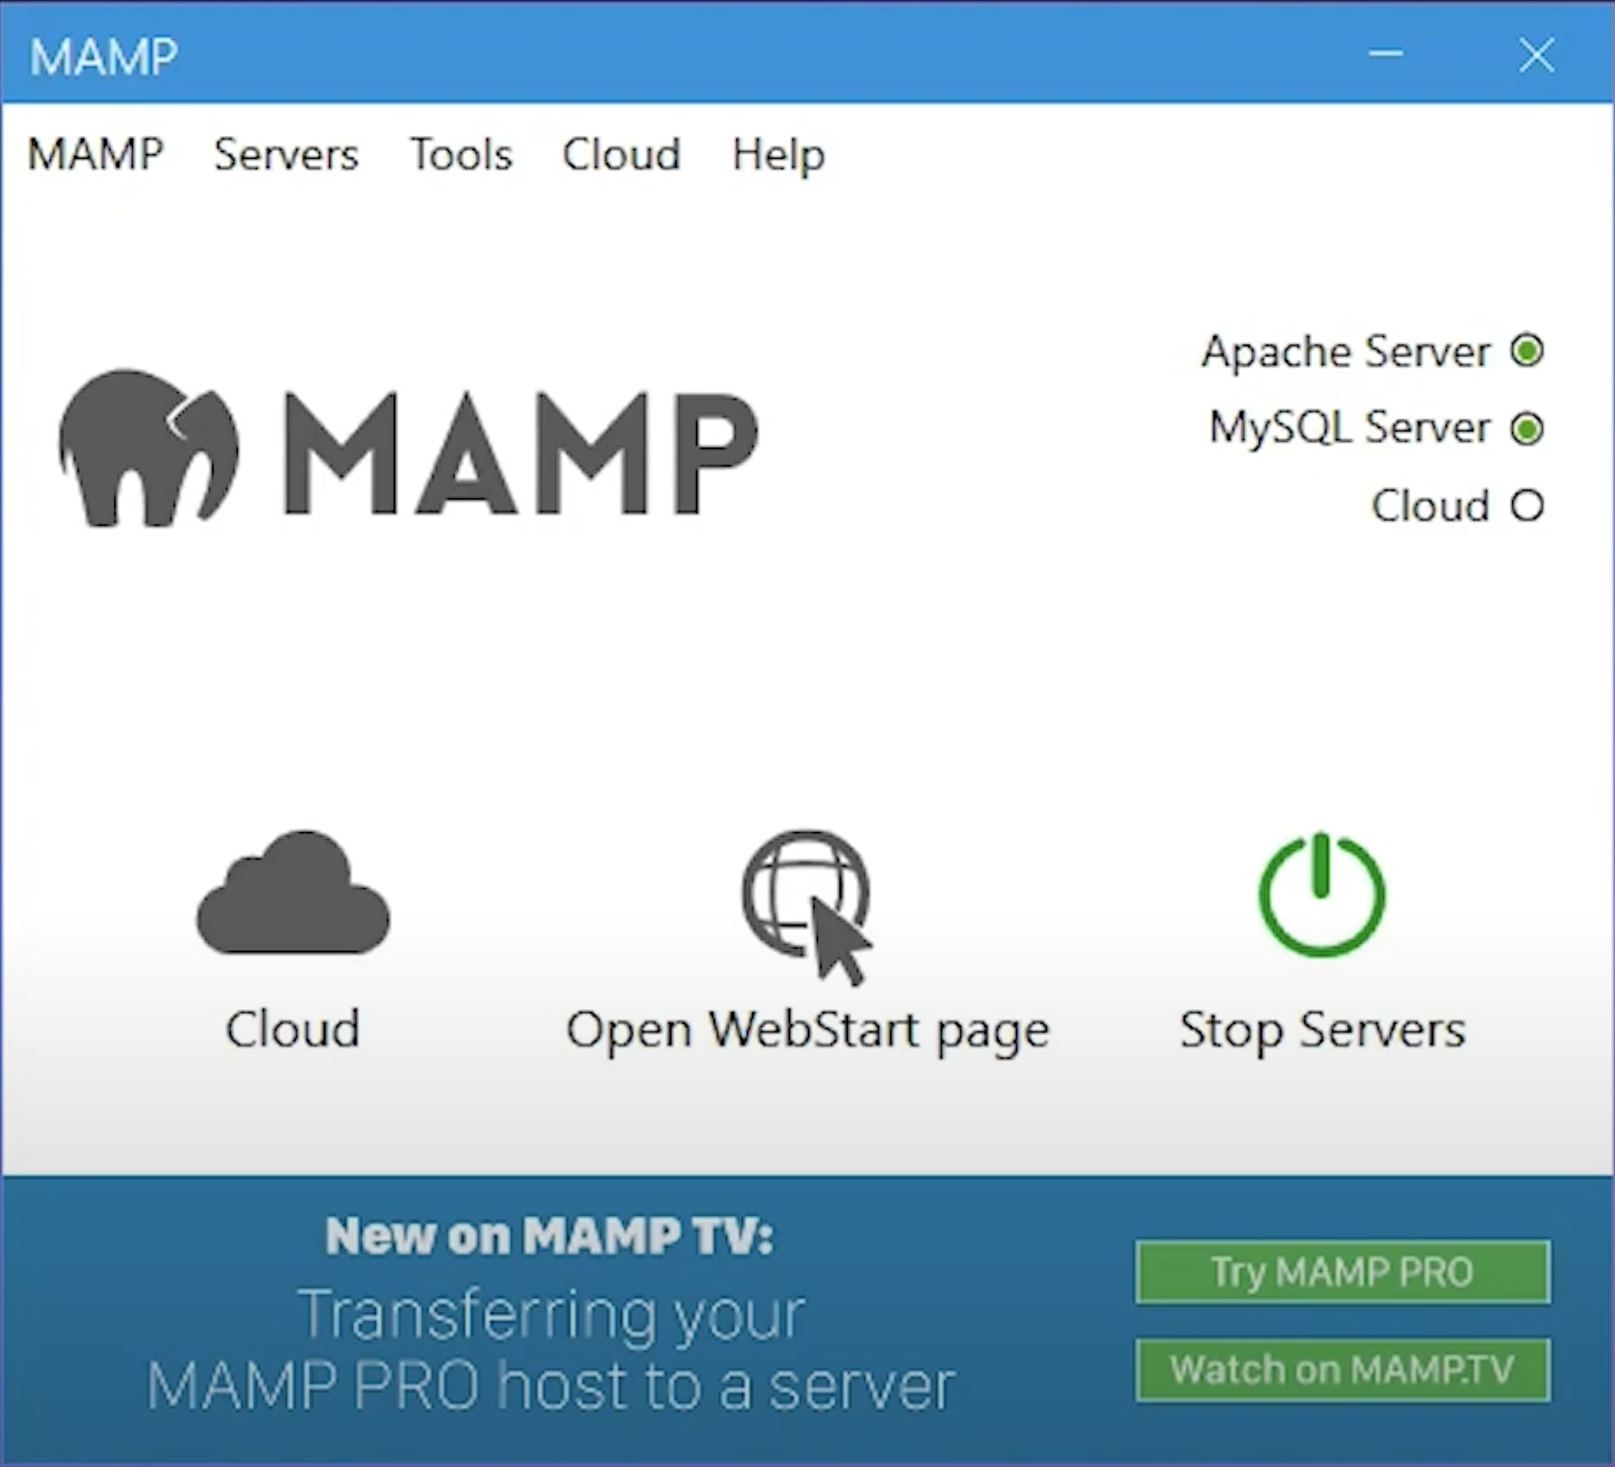 MAMP
MAMP Servers Tools Cloud Help
Apache Server
MySQL Server
Cloud
MAMP
Cloud
Open WebStart page
Stop Servers
New on MAMP TV:
Transferring your
MAMP PRO host to a server
Try MAMP PRO
Watch on MAMP.TV